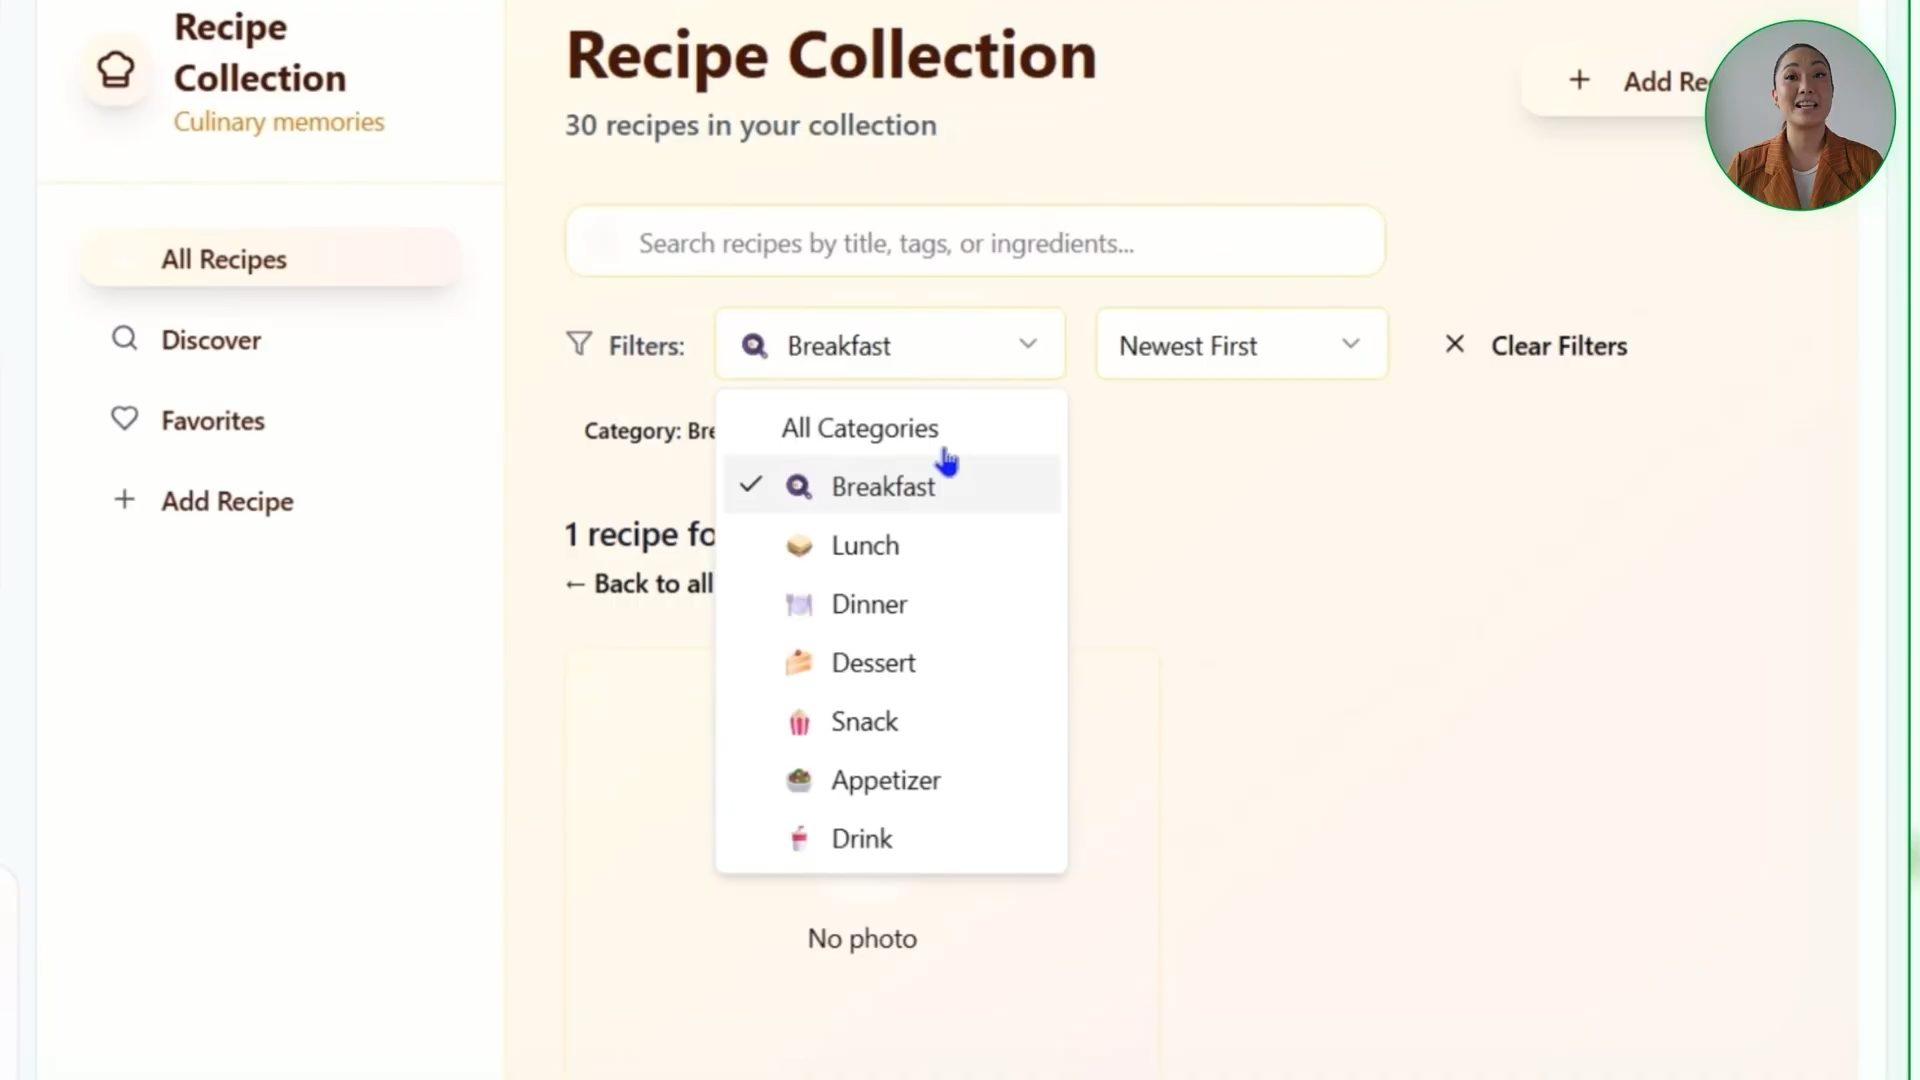 Recipe
Collection
Culinary memories
All Recipes
Discover
Favorites
Add Recipe
Recipe Collection
30 recipes in your collection
Add Re
Search recipes by title, tags, or ingredients...
Filters:
Breakfast
Newest First
Clear Filters
Category: Bre
All Categories
Breakfast
Lunch
Dinner
Dessert
Snack
Appetizer
Drink
1 recipe fo
← Back to all
No photo